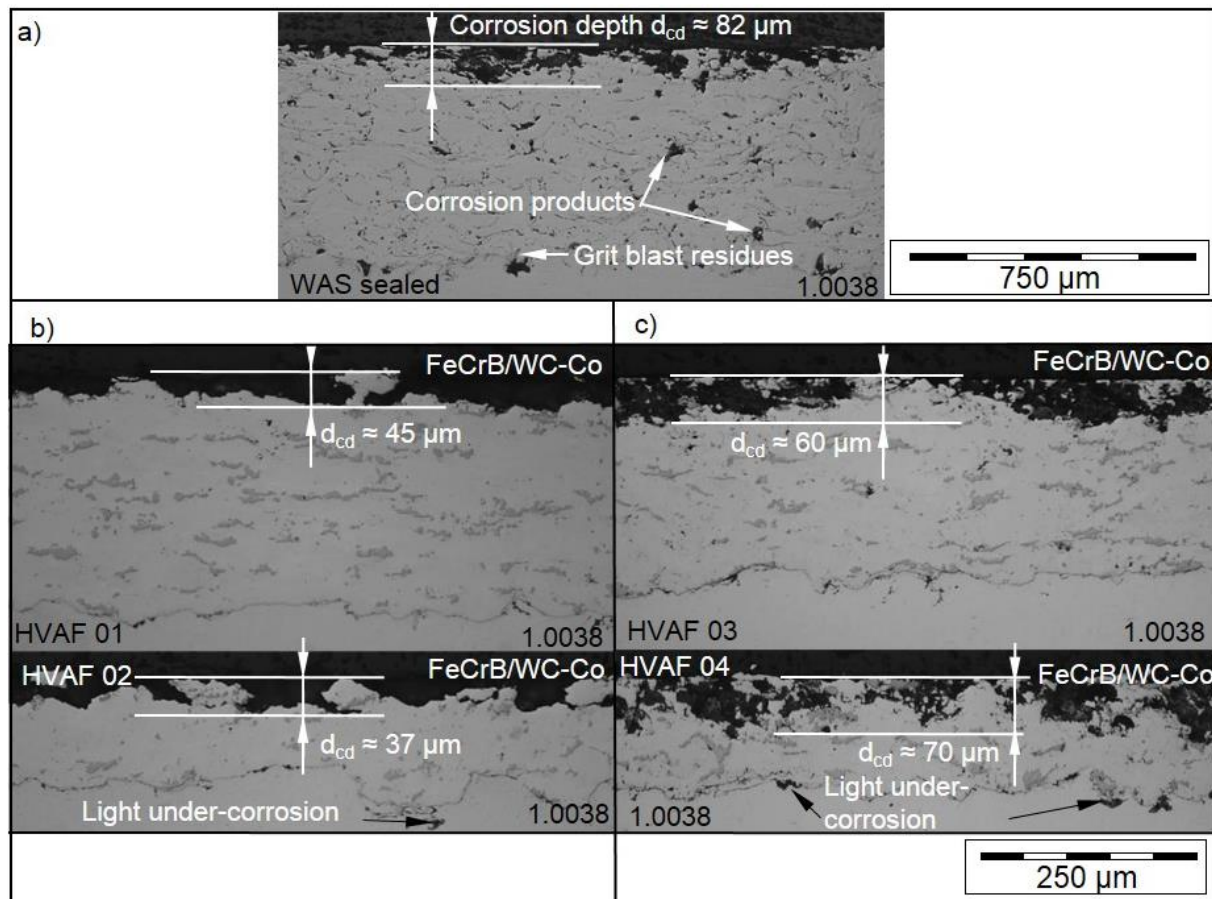 a)
Corrosion depth dcd ≈ 82 µm
Corrosion products
Grit blast residues
WAS sealed
1.0038
750 µm
b)
FeCrB/WC-Co
dcd ≈ 45 µm
HVAF 01
1.0038
HVAF 02
FeCrB/WC-Co
dcd ≈ 37 µm
Light under-corrosion
1.0038
c)
FeCrB/WC-Co
dcd ≈ 60 µm
HVAF 03
1.0038
HVAF 04
FeCrB/WC-Co
dcd ≈ 70 µm
Light under-
corrosion
1.0038
250 µm